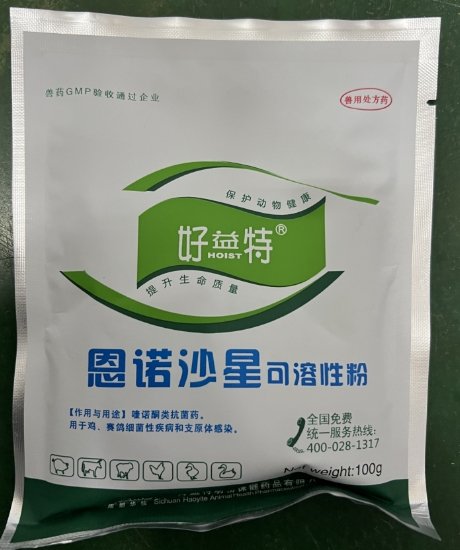 兽药GMP验收通过企业
兽用处方药
保护动物健康
好益特®
HOIST
提升生命质量
恩诺沙星可溶性粉
【作用与用途】喹诺酮类抗菌药。
用于鸡、赛鸽细菌性疾病和支原体感染。
全国免费
统一服务热线:
400-028-1317
Net weight:100g
Sichuan Haoyite Animal Health Pharmaceutical